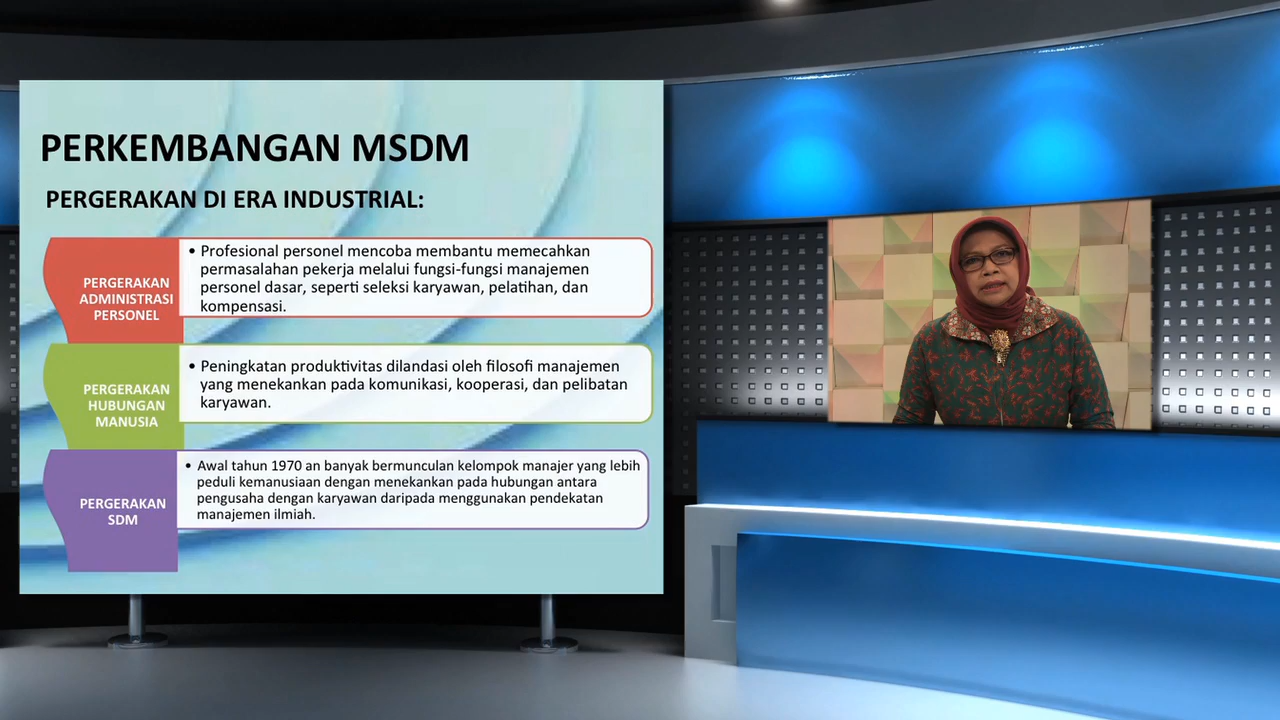 PERKEMBANGAN MSDM
PERGERAKAN DI ERA INDUSTRIAL:
PERGERAKAN
ADMINISTRASI
PERSONEL
• Profesional personel mencoba membantu memecahkan
permasalahan pekerja melalui fungsi-fungsi manajemen
personel dasar, seperti seleksi karyawan, pelatihan, dan
kompensasi.
PERGERAKAN
HUBUNGAN
MANUSIA
• Peningkatan produktivitas dilandasi oleh filosofi manajemen
yang menekankan pada komunikasi, kooperasi, dan pelibatan
karyawan.
PERGERAKAN
SDM
• Awal tahun 1970 an banyak bermunculan kelompok manajer yang lebih
peduli kemanusiaan dengan menekankan pada hubungan antara
pengusaha dengan karyawan daripada menggunakan pendekatan
manajemen ilmiah.